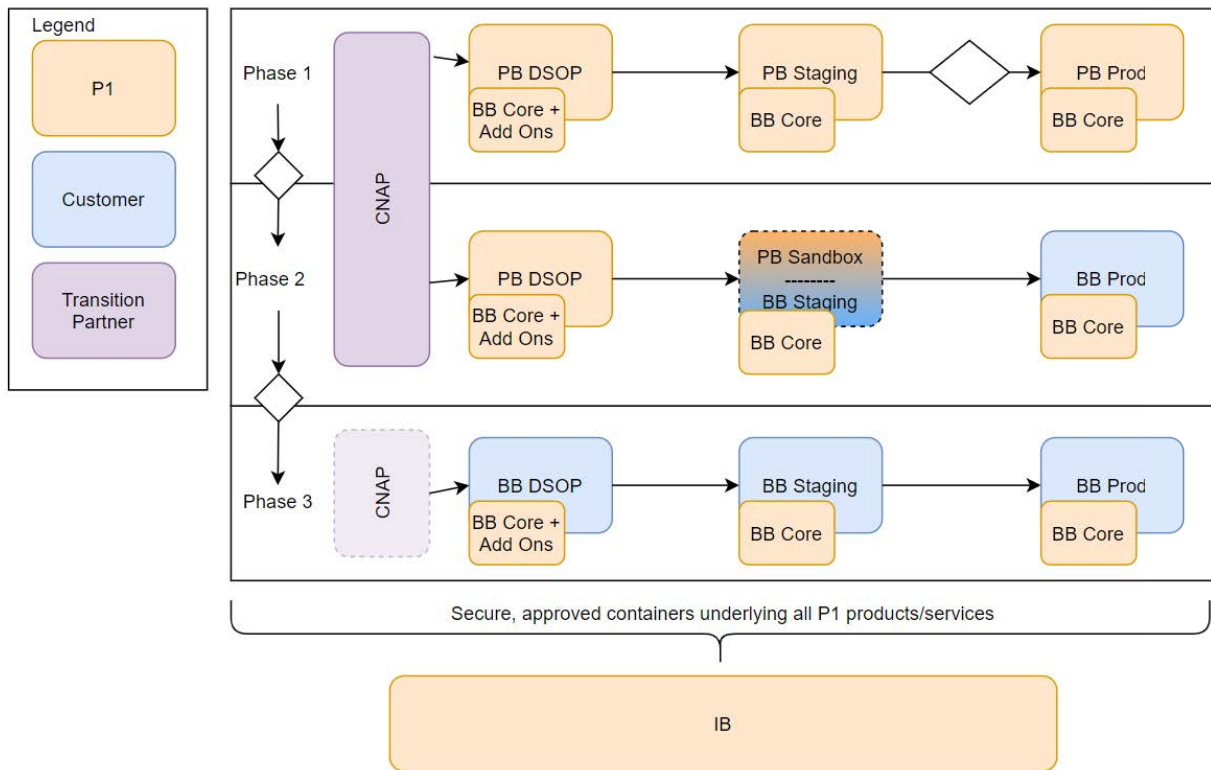 Legend
P1
Customer
Transition
Partner
Phase 1
CNAP
PB DSOP
BB Core +
Add Ons
PB Staging
BB Core
PB Prod
BB Core
Phase 2
PB DSOP
BB Core +
Add Ons
PB Sandbox
--------
BB Staging
BB Core
BB Prod
BB Core
Phase 3
CNAP
BB DSOP
BB Core +
Add Ons
BB Staging
BB Core
BB Prod
BB Core
Secure, approved containers underlying all P1 products/services
IB